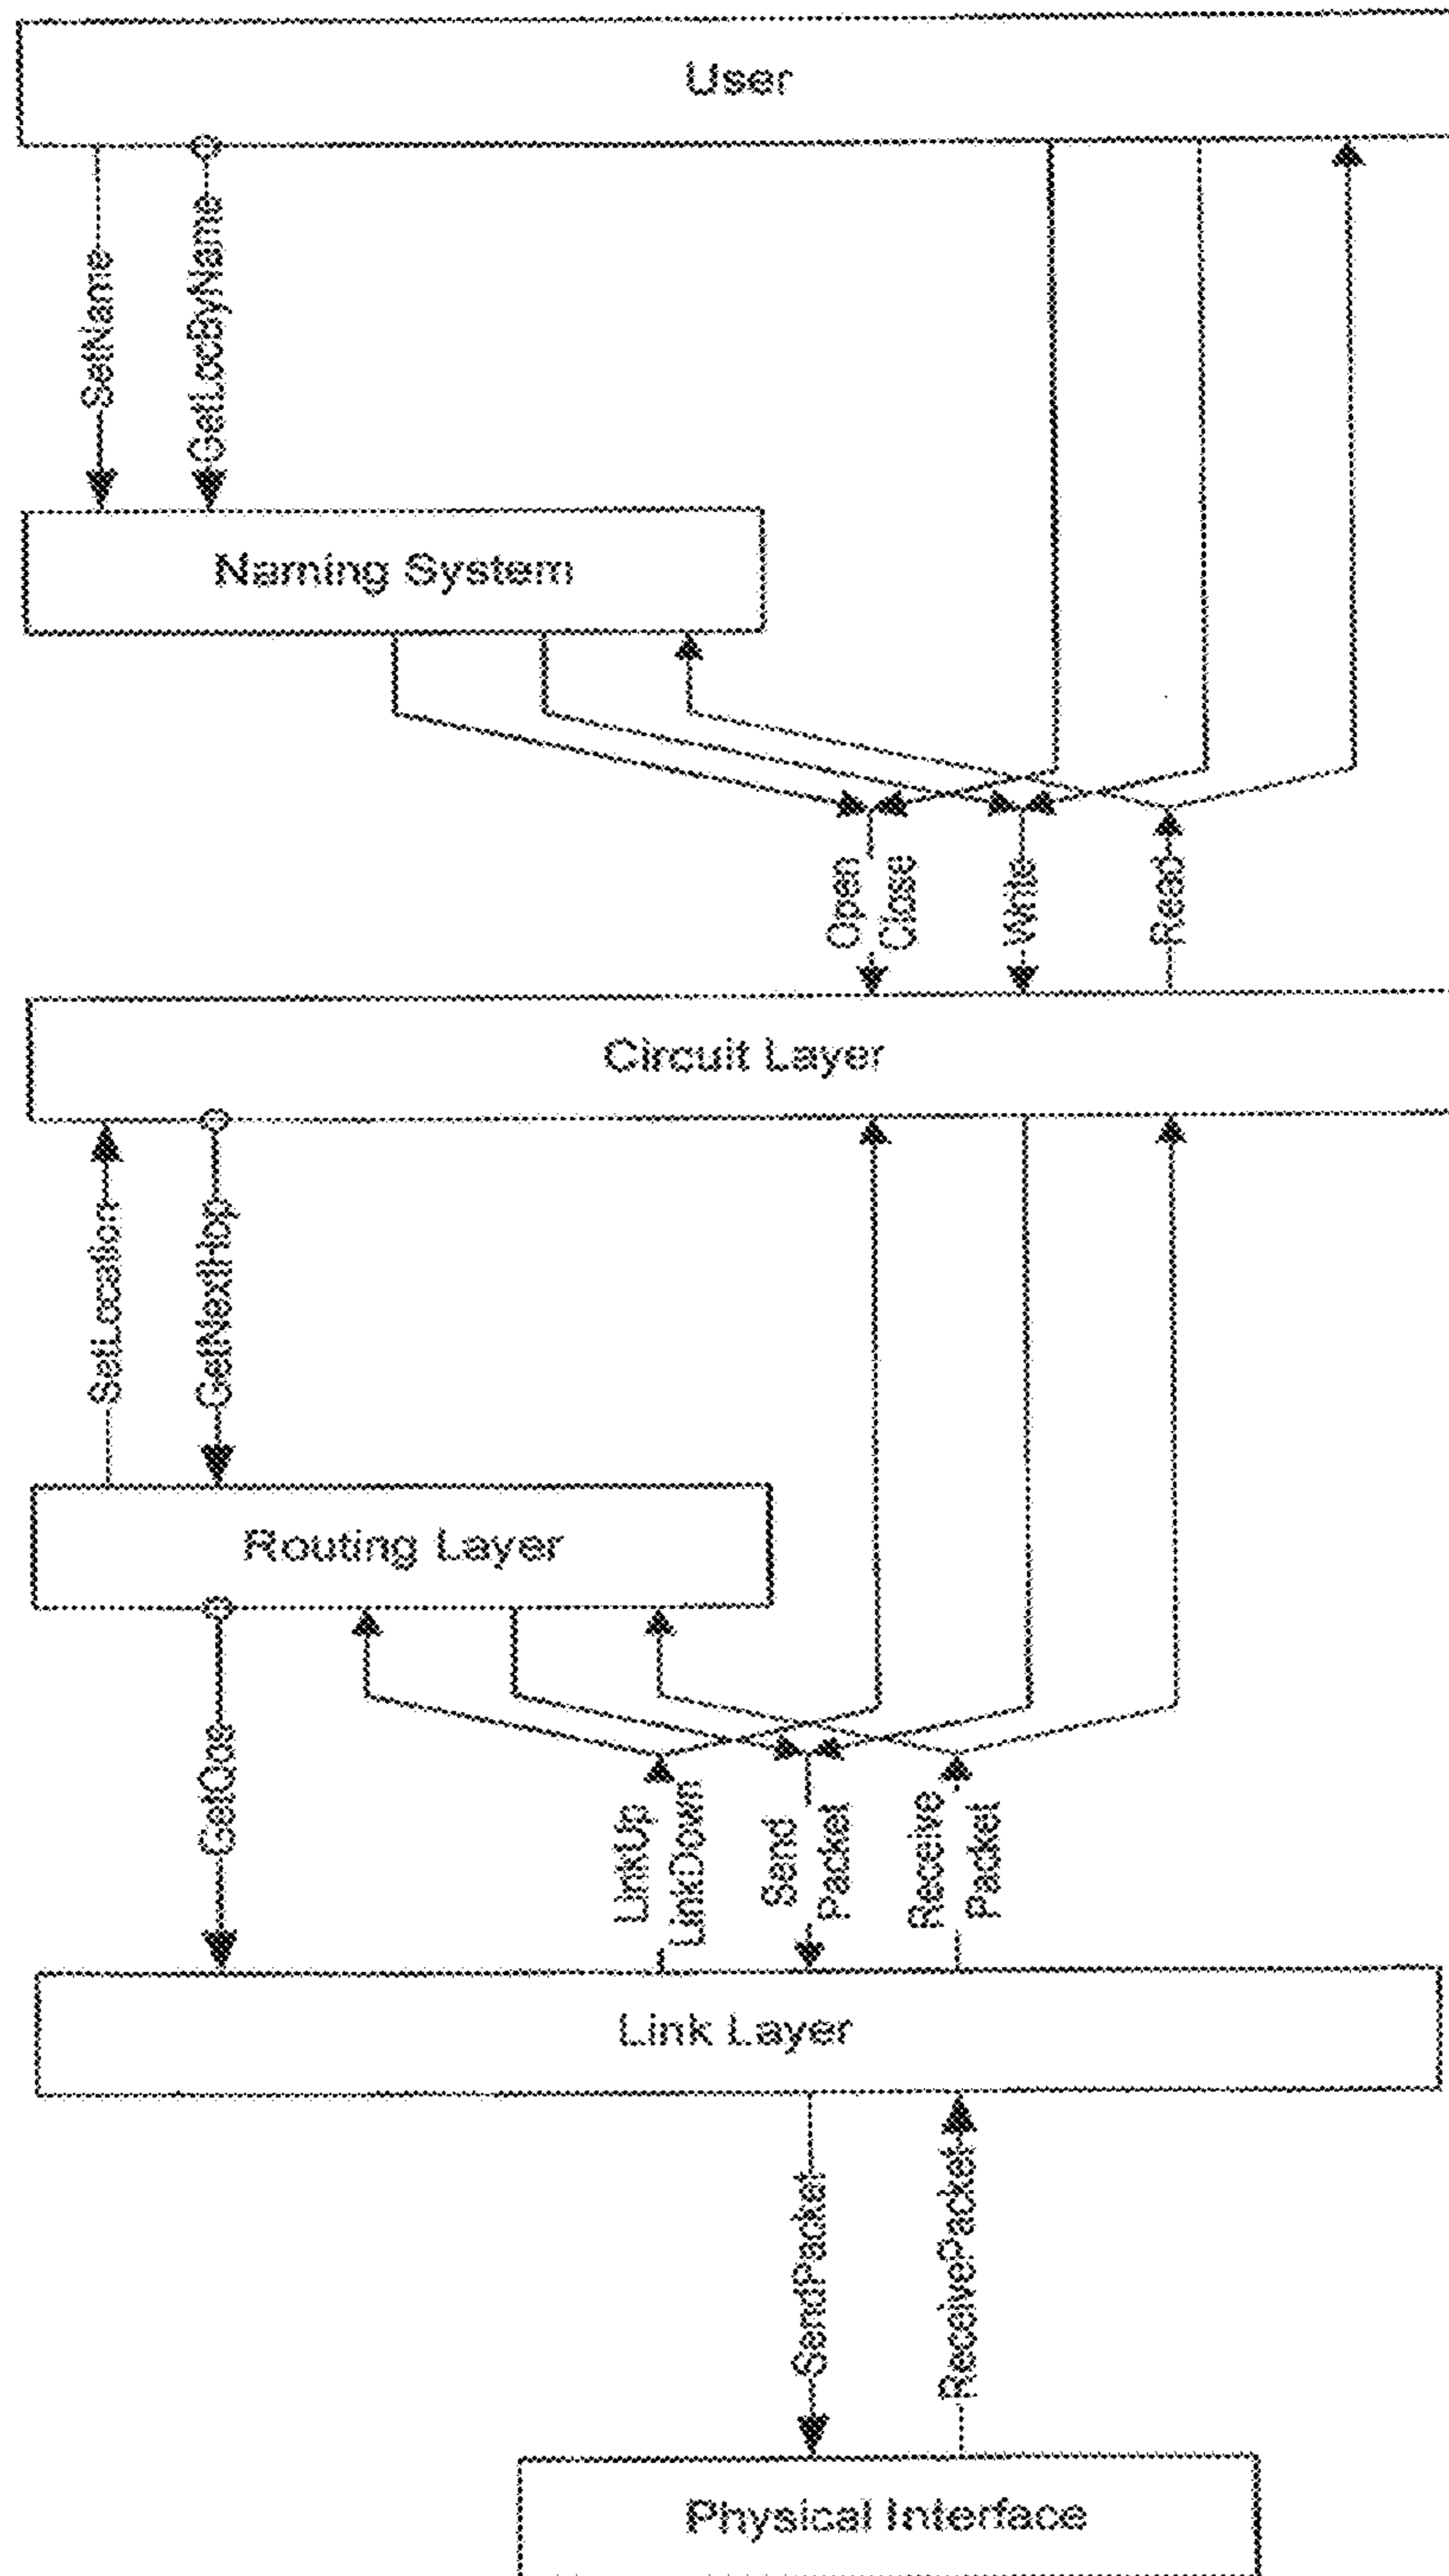 User
SetName
GetLocByName
Naming System
Open
Close
Write
Read
Circuit Layer
SetLocation
GetNextHop
Routing Layer
GetQos
LinkUp
LinkDown
Send
Packet
Receive
Packet
Link Layer
SendPacket
ReceivePacket
Physical Interface